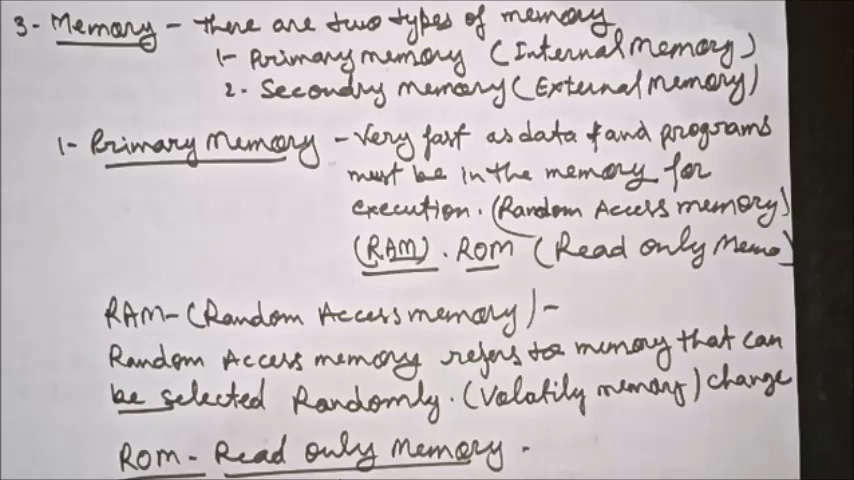 3- Memory - There are two types of memory
1- Primary memory (Internal Memory)
2. Secondry memory (External Memory)
1- Primary Memory - Very fast as data & and programs
must be in the memory for
execution. (Random Access memory)
(RAM). ROM (Read only Memo)
RAM- (Random Access memory) -
Random Access memory refers to memory that can
be selected Randomly. (Volatily memory) change
ROM - Read only Memory -